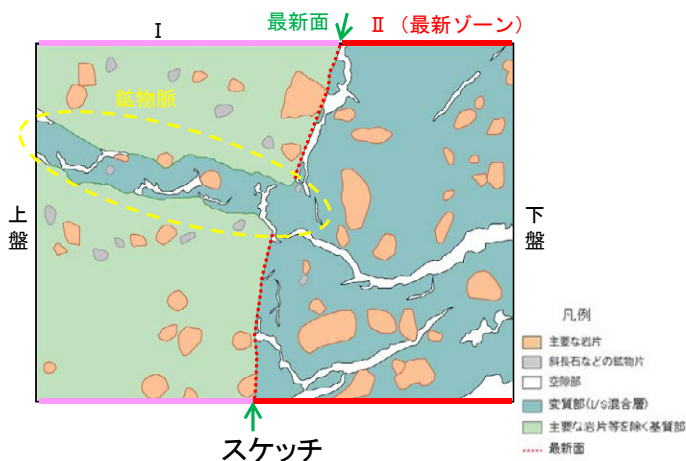 Ⅰ
最新面
Ⅱ（最新ゾーン）
鉱物脈
上盤
下盤
凡例
主要な岩片
斜長石などの鉱物片
空隙部
変質部(I/S混合層)
主要な岩片等を除く基質部
最新面
スケッチ